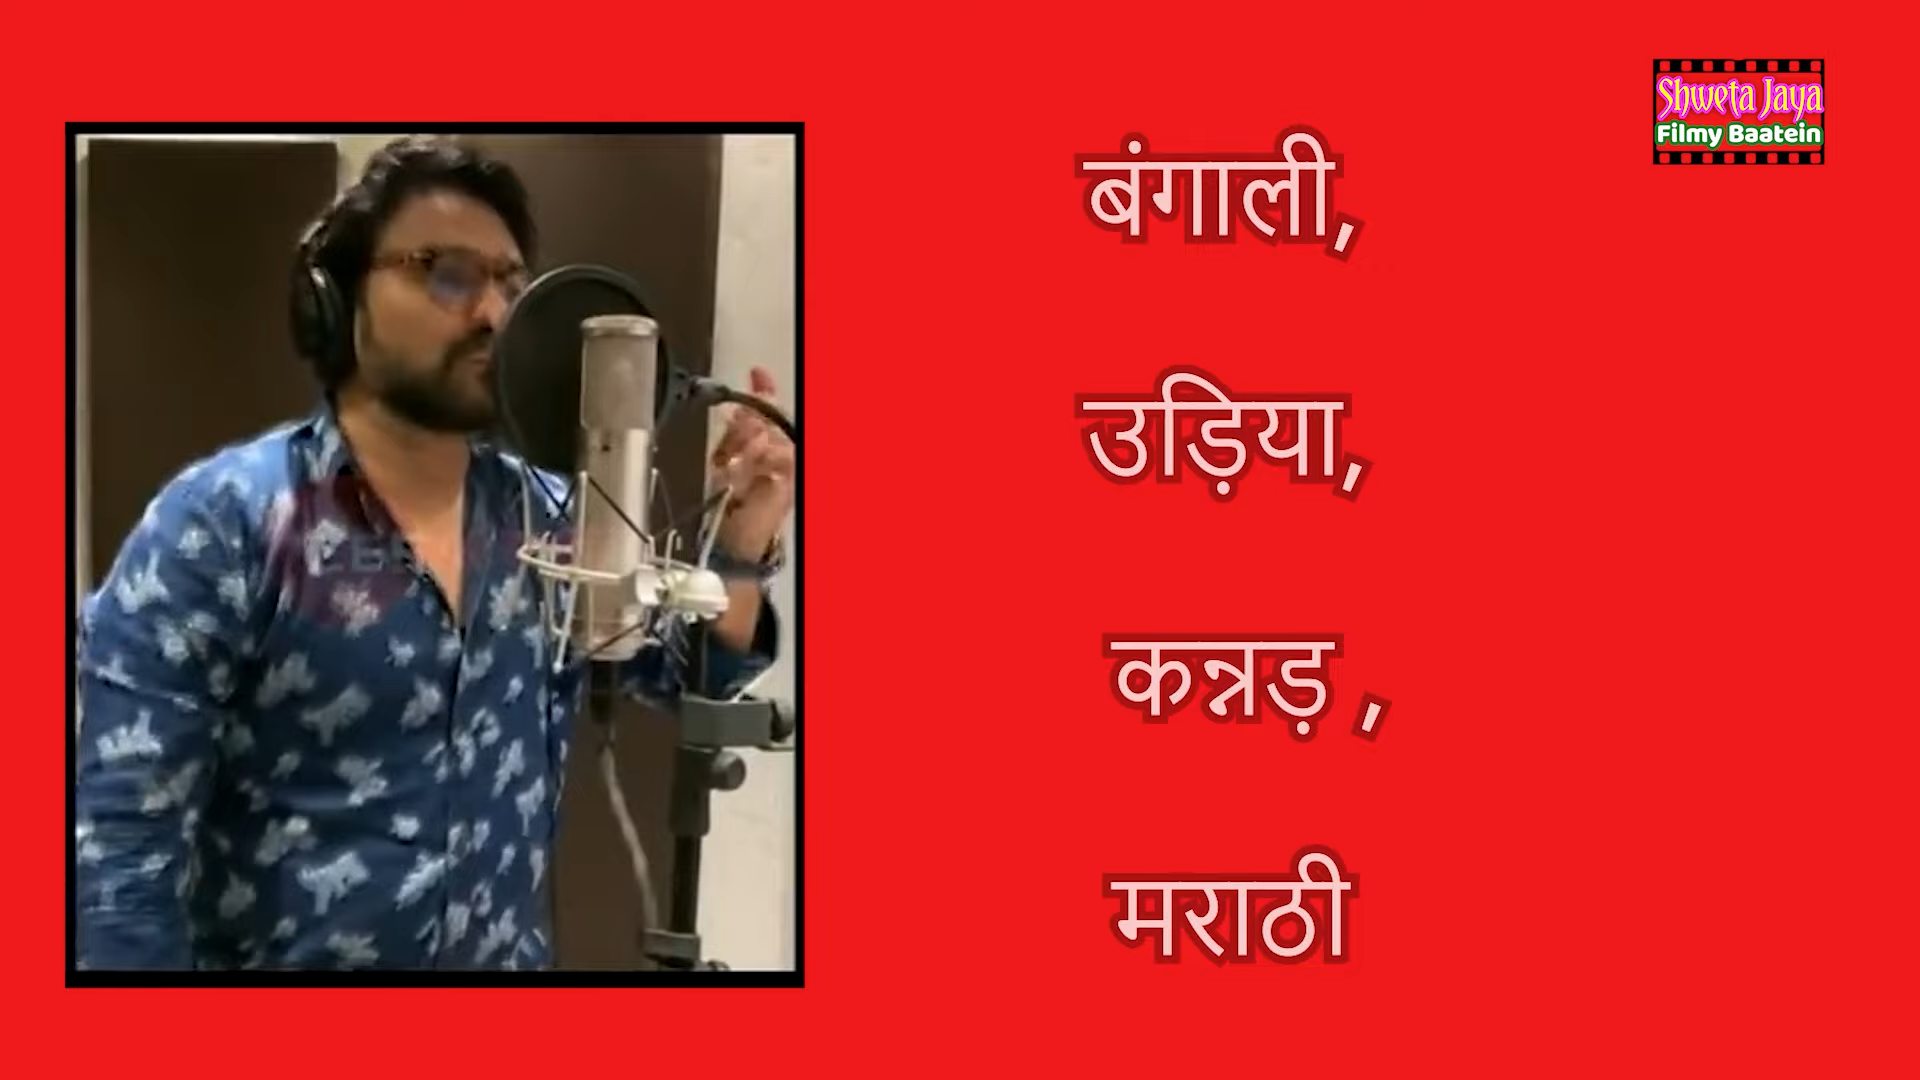 Shweta Jaya
Filmy Baatein
बंगाली,
उड़िया,
कन्नड़ ,
मराठी